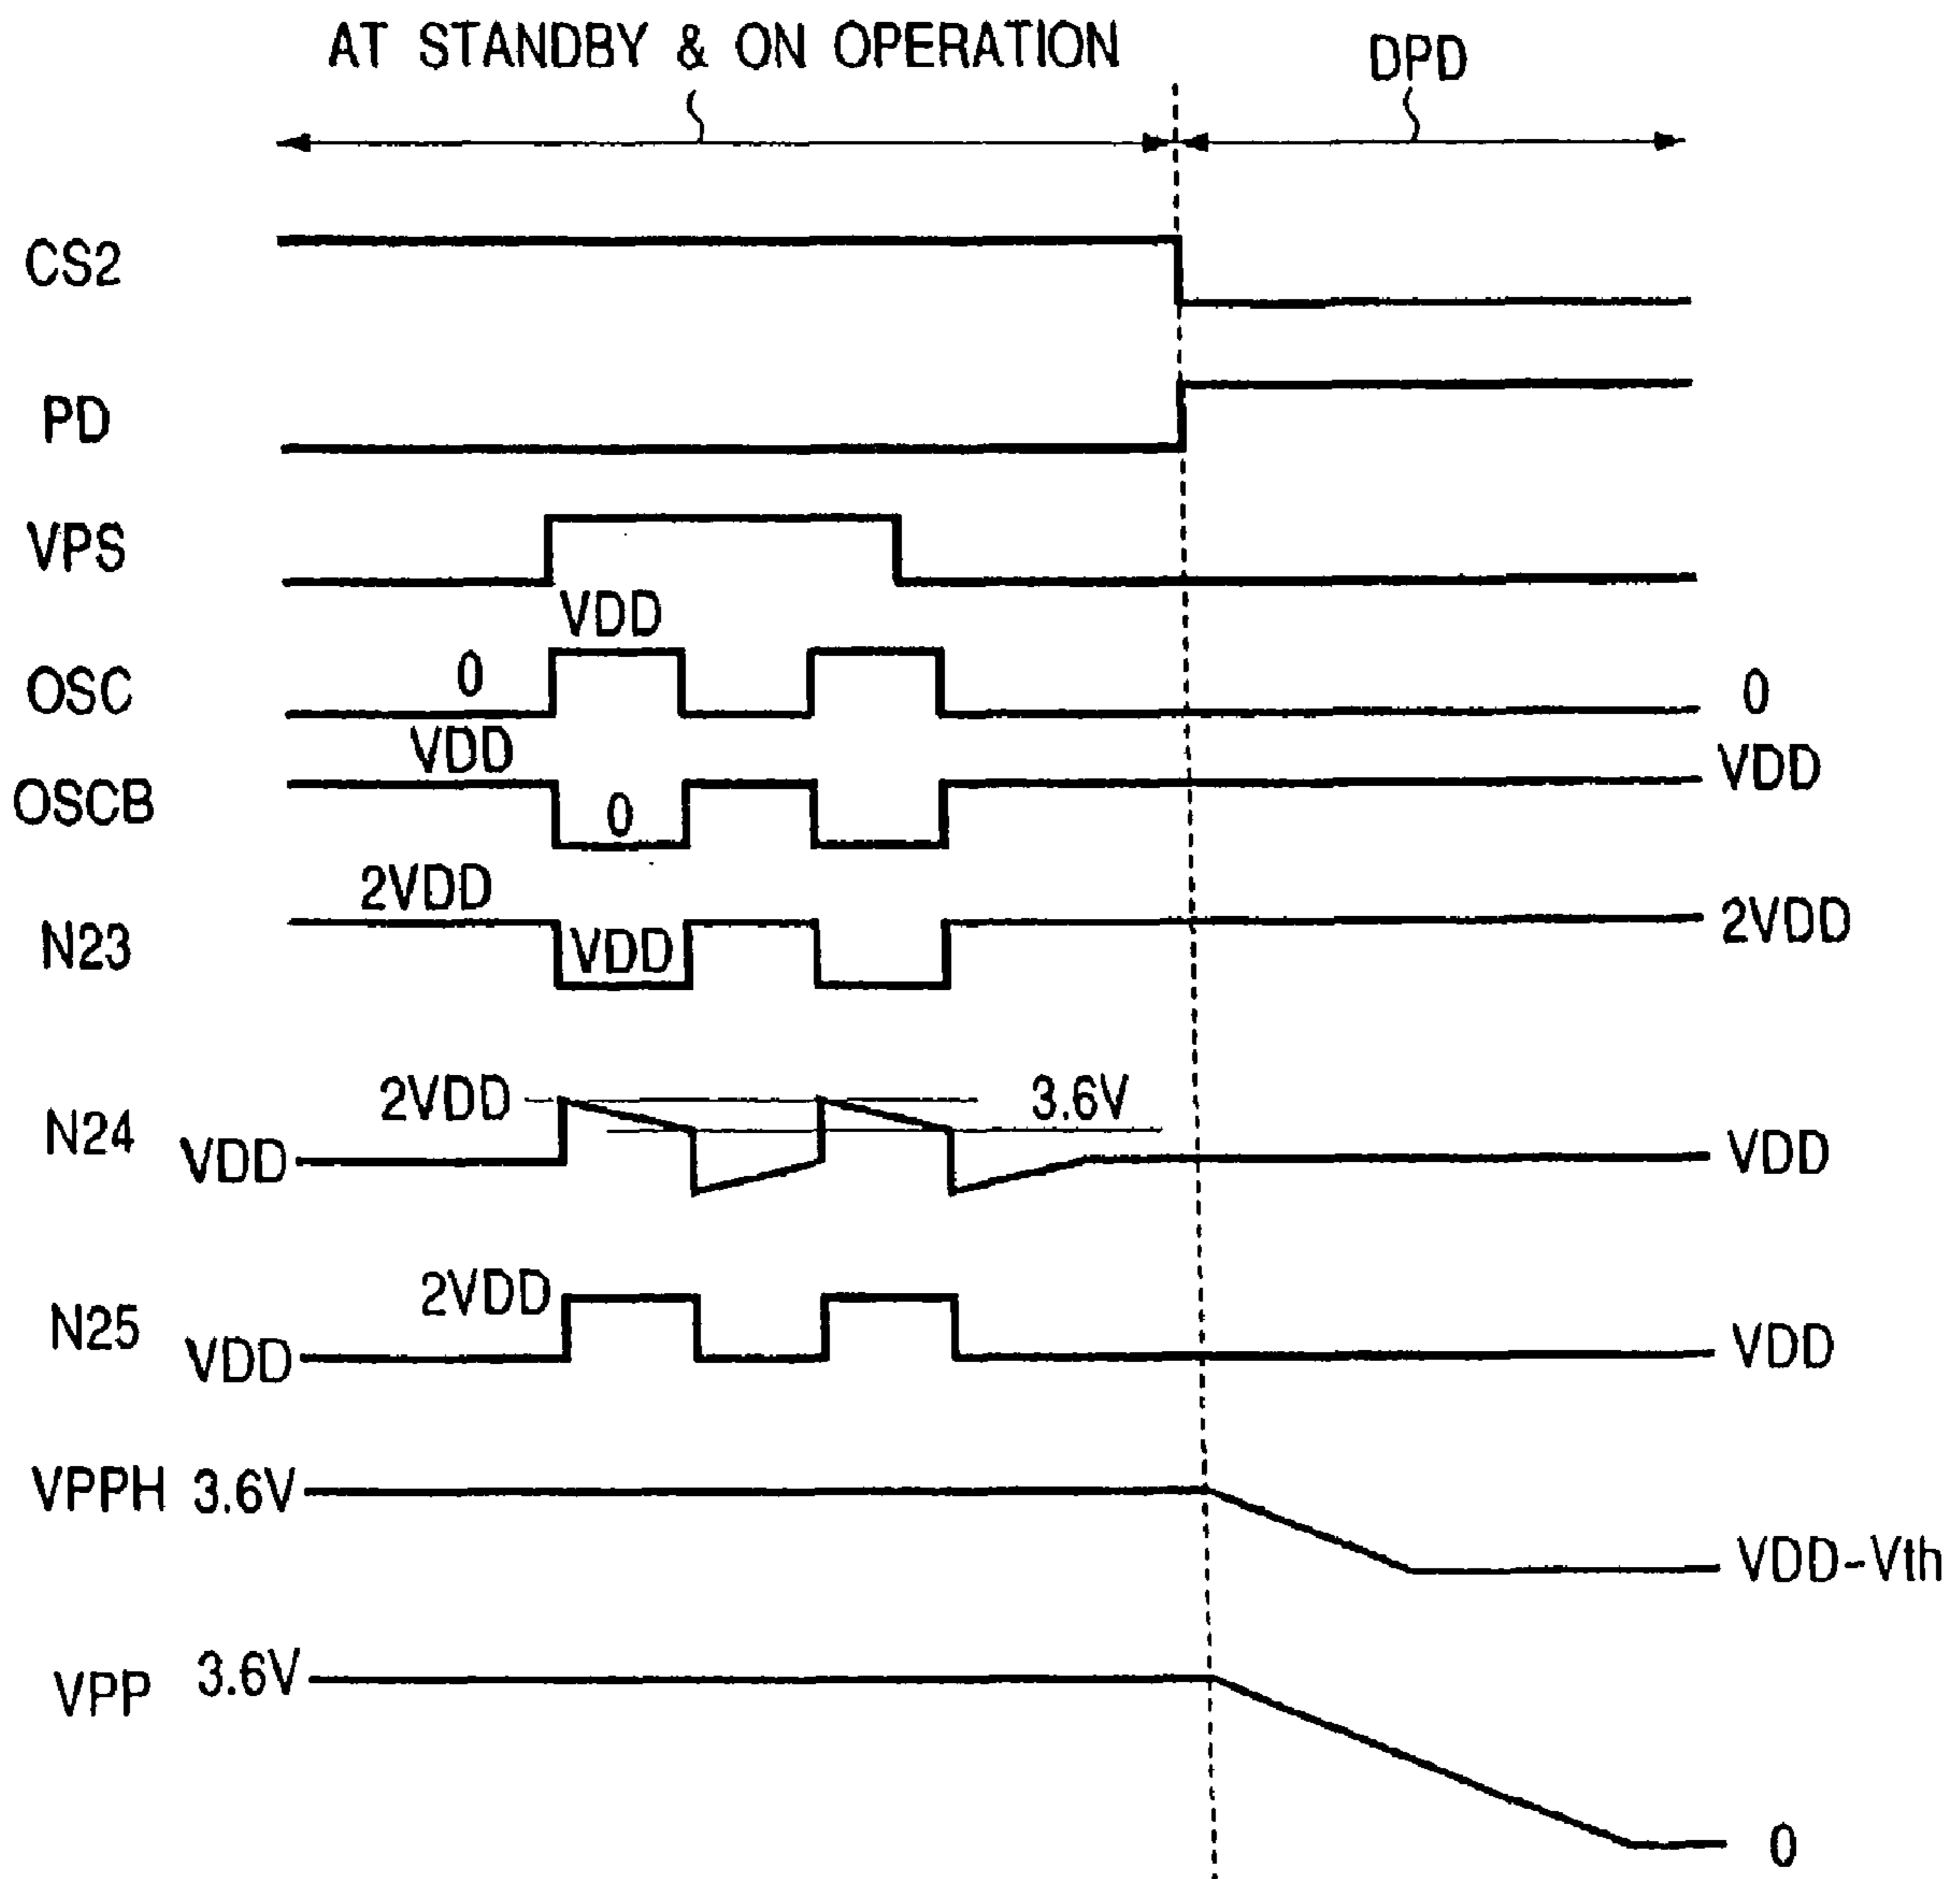 AT STANDBY & ON OPERATION DPD
CS2
PD
VPS
VDD
OSC 0 0
VDD VDD
OSCB 0
2VDD
N23 VDD 2VDD
2VDD 3.6V
N24 VDD VDD
2VDD
N25 VDD VDD
VPPH 3.6V
VDD-Vth
VPP 3.6V
0